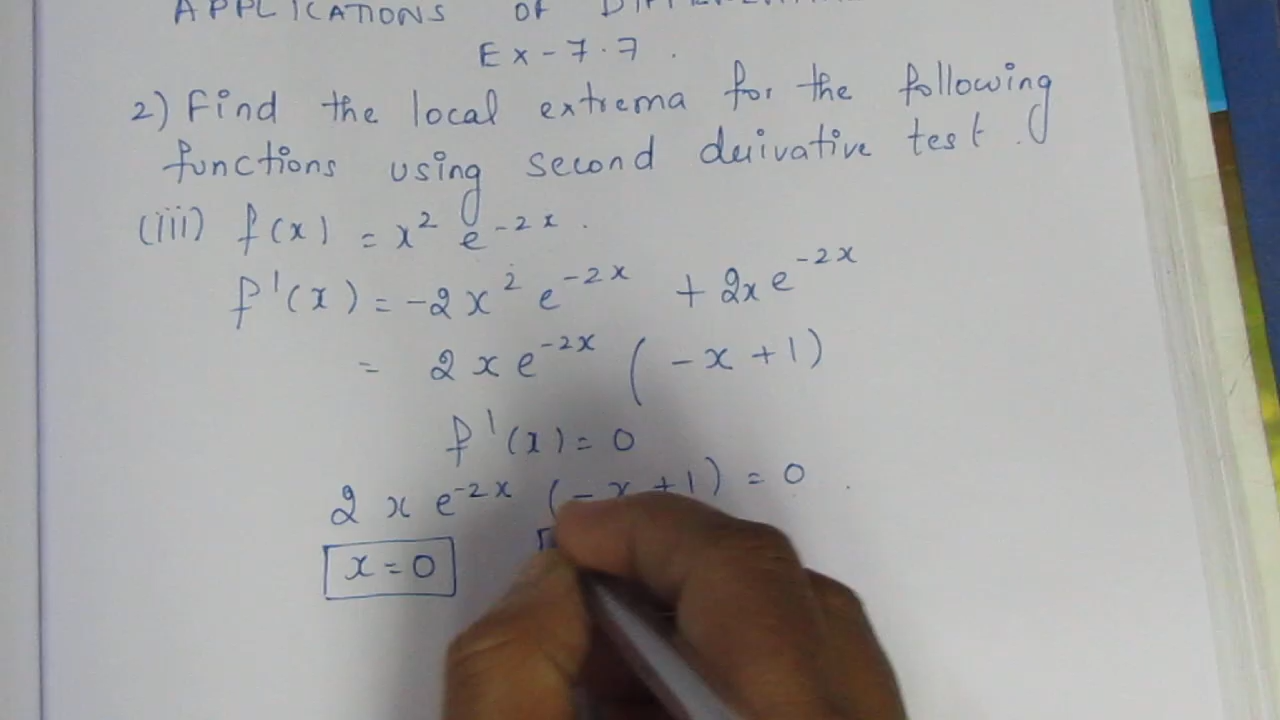 APPLICATIONS OF
Ex-7.7.
2) Find the local extrema for the following
functions using second derivative test.
(iii) f(x) = x² e⁻²ˣ.
f'(x) = -2x² e⁻²ˣ + 2x e⁻²ˣ
= 2x e⁻²ˣ (-x+1)
f'(x) = 0
2x e⁻²ˣ (-x+1) = 0.
x = 0